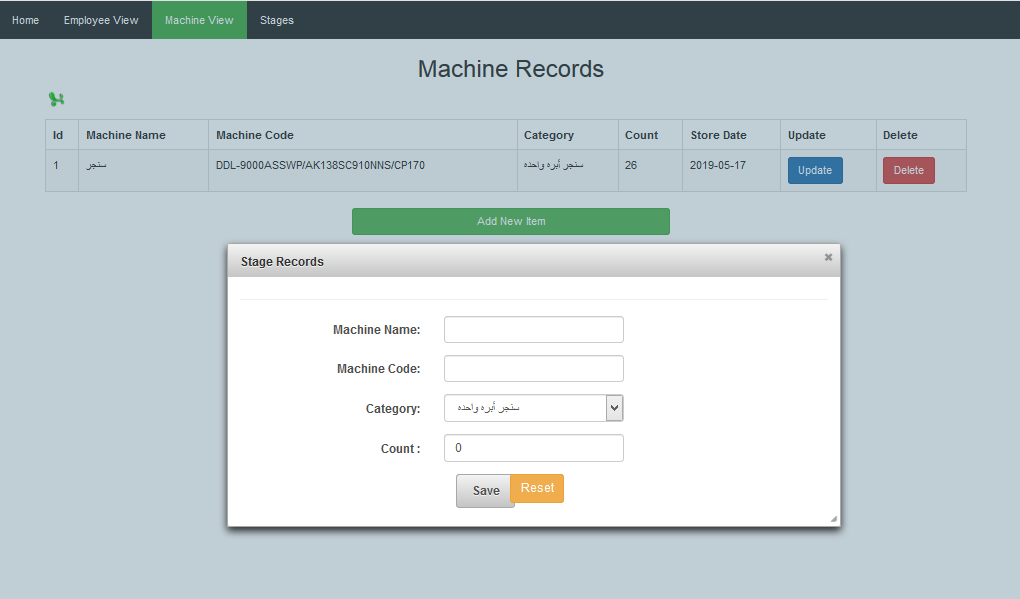 Home Employee View Machine View Stages
Machine Records
Id Machine Name Machine Code Category Count Store Date Update Delete
1 سنجر DDL-9000ASSWP/AK138SC910NNS/CP170 سنجر أبره واحده 26 2019-05-17 Update Delete
Add New Item
Stage Records
Machine Name:
Machine Code:
Category: سنجر أبره واحده
Count : 0
Save Reset